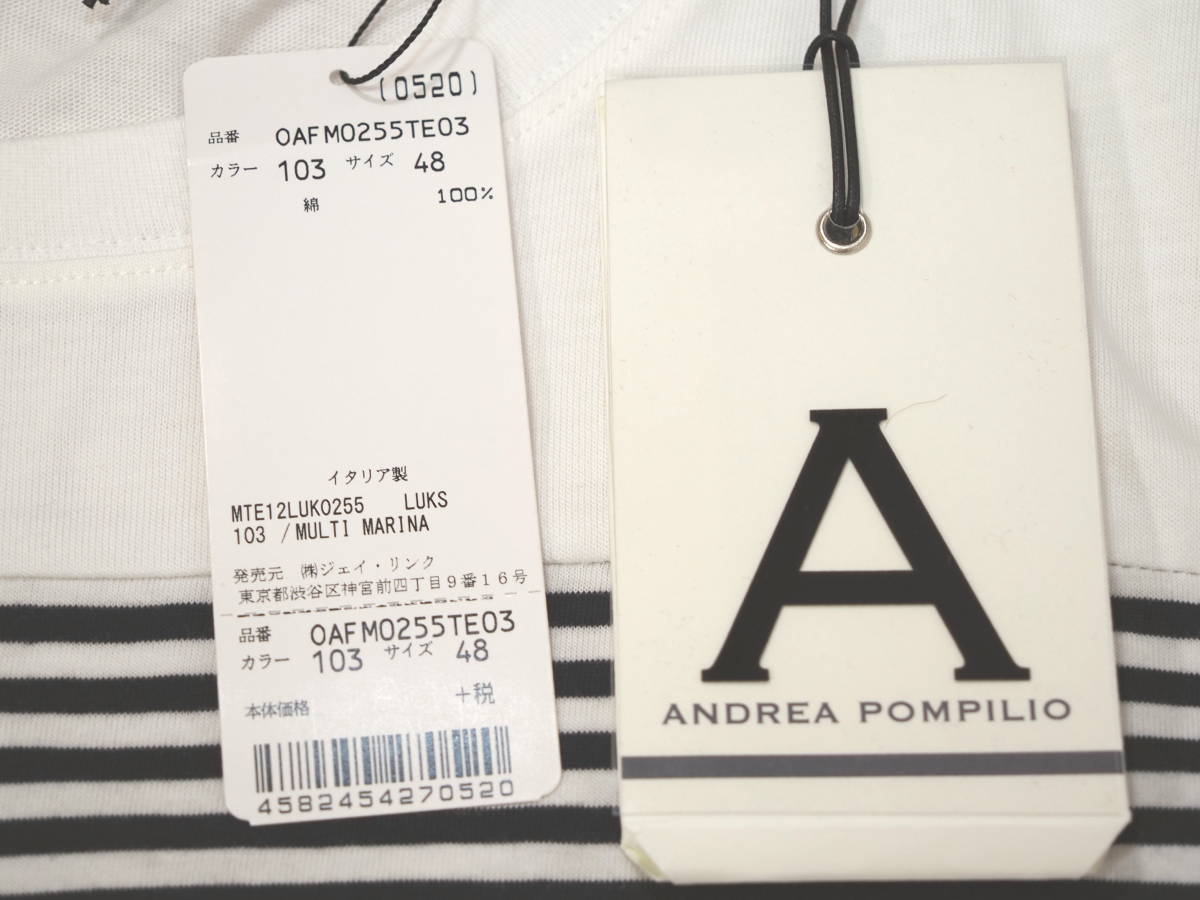 (0520)
品番 OAFM0255TE03
カラー 103 サイズ 48
綿 100%
イタリア製
MTE12LUK0255 LUKS
103 /MULTI MARINA
発売元 ㈱ジェイ・リンク
東京都渋谷区神宮前四丁目9番16号
品番 OAFM0255TE03
カラー 103 サイズ 48
+税
本体価格
4582454270520
A
ANDREA POMPILIO